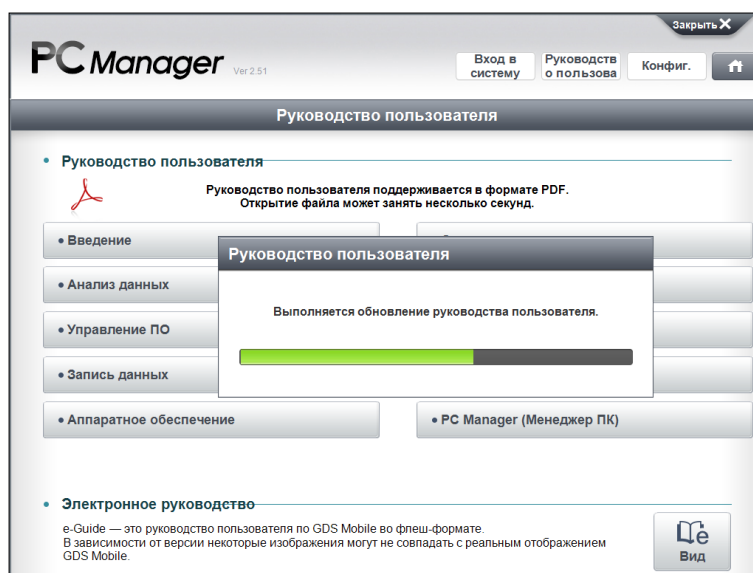 Закрыть X
PC Manager Ver 2.51
Вход в
систему
Руководств
о пользова
Конфиг.
Руководство пользователя
• Руководство пользователя
Руководство пользователя поддерживается в формате PDF.
Открытие файла может занять несколько секунд.
• Введение
• Анализ данных
• Управление ПО
• Запись данных
• Аппаратное обеспечение
• PC Manager (Менеджер ПК)
Руководство пользователя
Выполняется обновление руководства пользователя.
• Электронное руководство
e-Guide — это руководство пользователя по GDS Mobile во флеш-формате.
В зависимости от версии некоторые изображения могут не совпадать с реальным отображением
GDS Mobile.
e
Вид